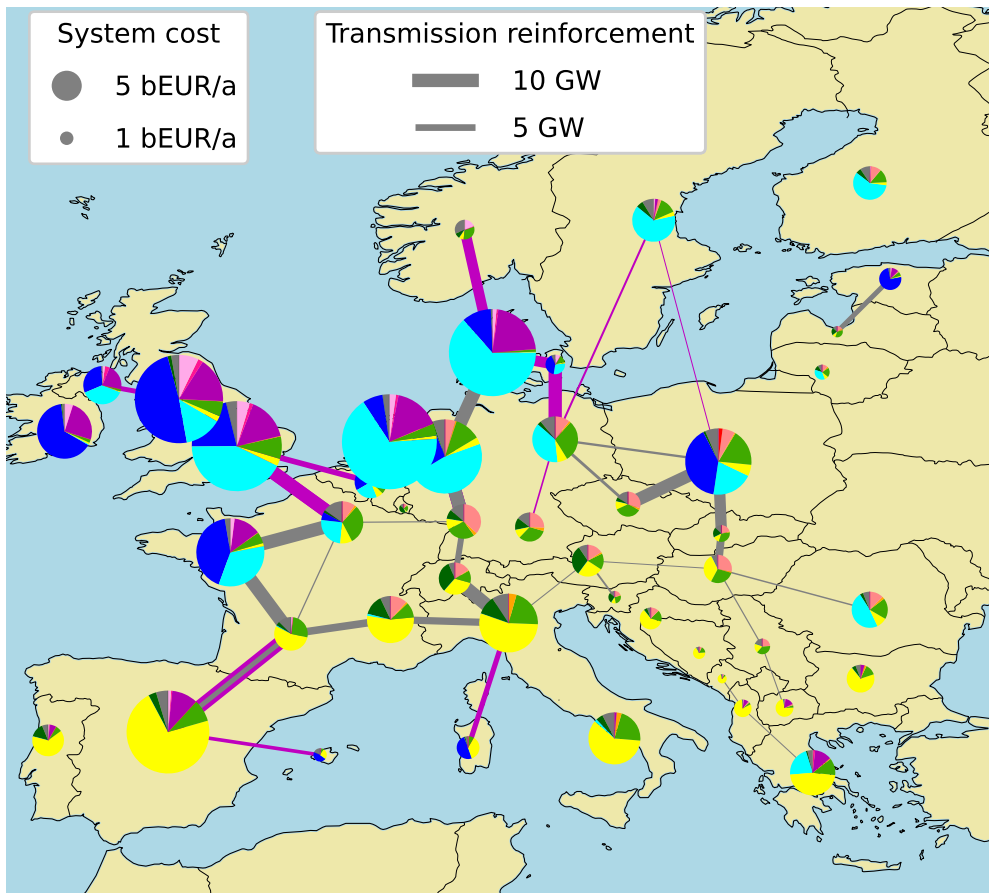 System cost
5 bEUR/a
1 bEUR/a
Transmission reinforcement
10 GW
5 GW